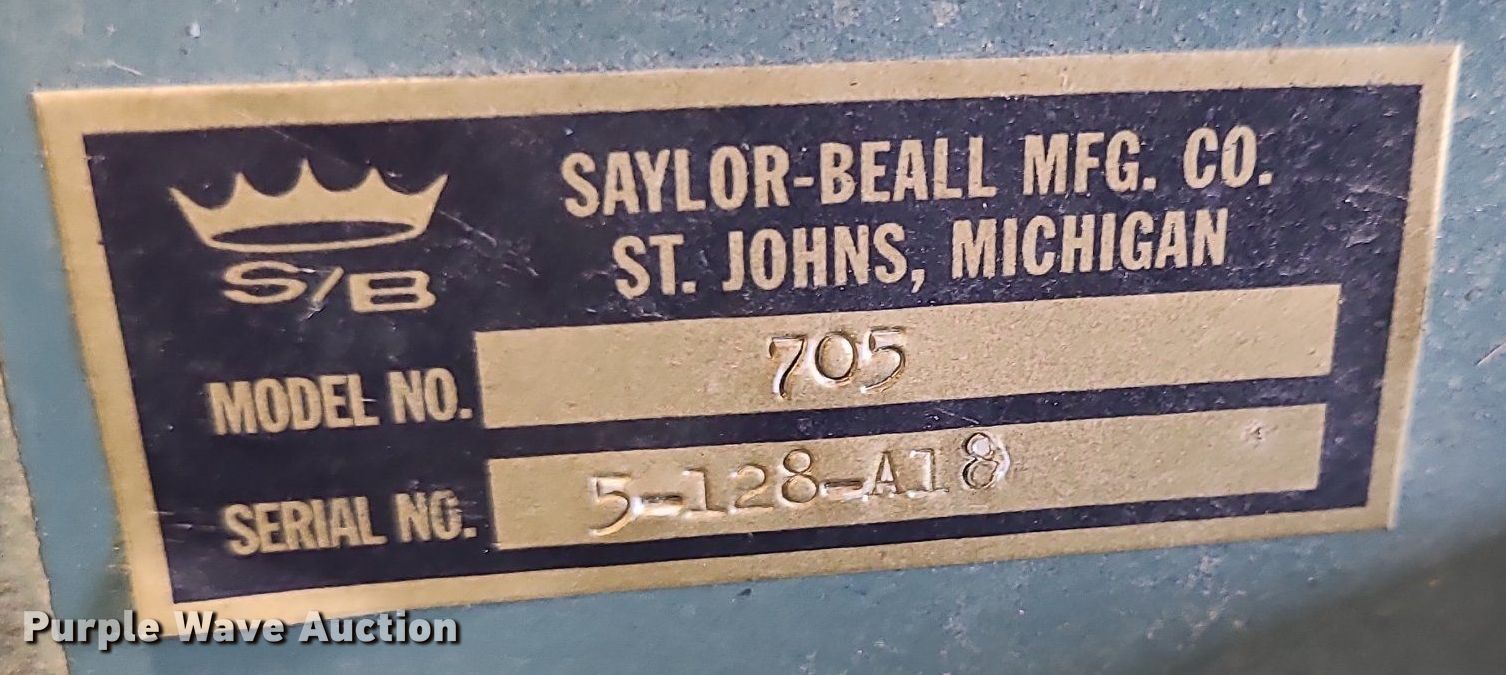 SAYLOR-BEALL MFG. CO.
ST. JOHNS, MICHIGAN
S/B
MODEL NO. 705
SERIAL NO. 5-128-A18
Purple Wave Auction